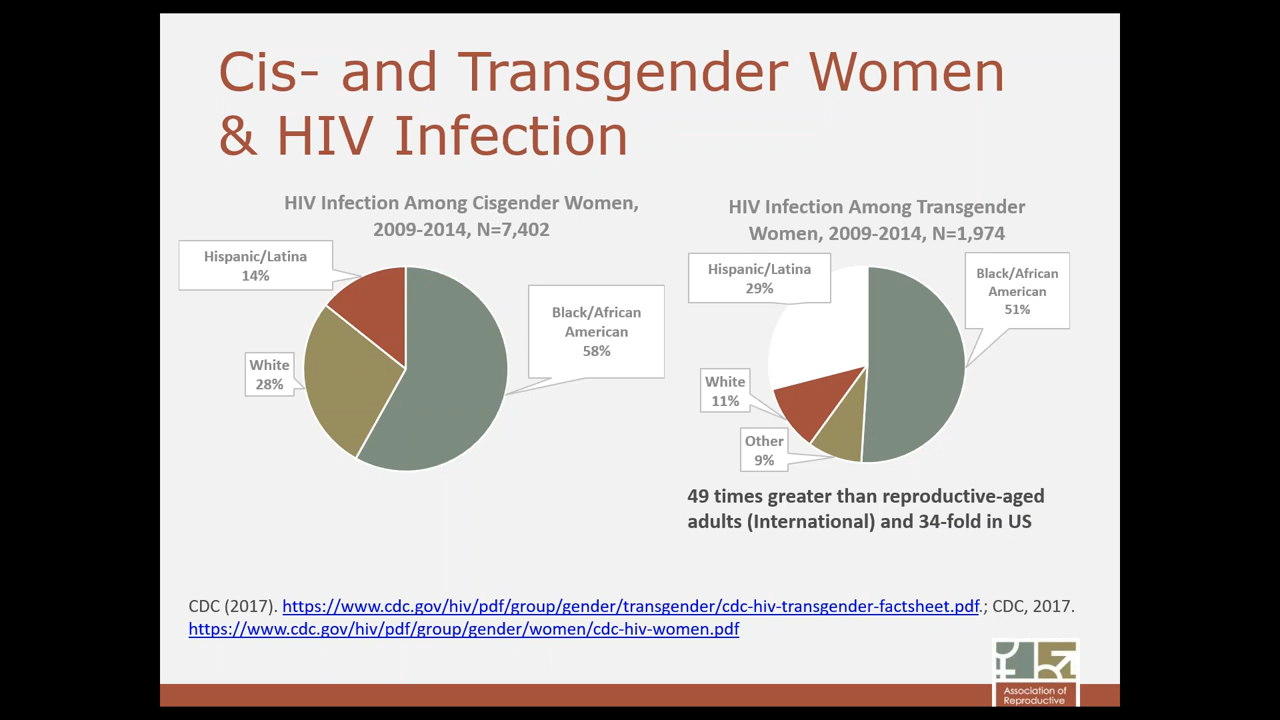 Cis- and Transgender Women
& HIV Infection
HIV Infection Among Cisgender Women,
2009-2014, N=7,402
Hispanic/Latina
14%
Black/African
American
58%
White
28%
HIV Infection Among Transgender
Women, 2009-2014, N=1,974
Hispanic/Latina
29%
Black/African
American
51%
White
11%
Other
9%
49 times greater than reproductive-aged
adults (International) and 34-fold in US
CDC (2017). https://www.cdc.gov/hiv/pdf/group/gender/transgender/cdc-hiv-transgender-factsheet.pdf.; CDC, 2017.
https://www.cdc.gov/hiv/pdf/group/gender/women/cdc-hiv-women.pdf
Association of
Reproductive